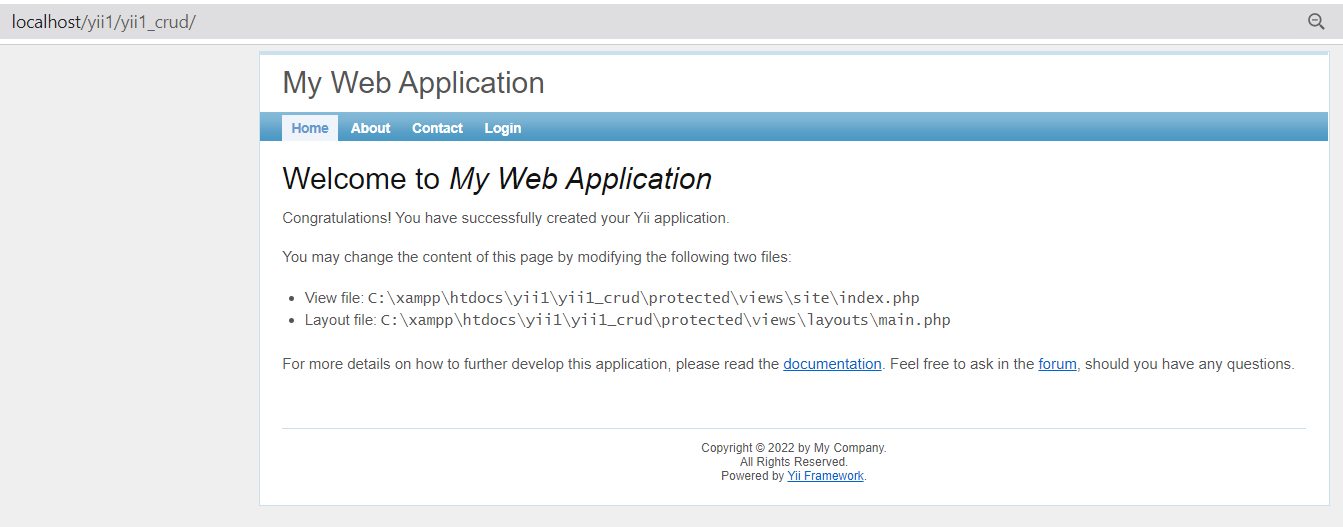 localhost/yii1/yii1_crud/
My Web Application
Home About Contact Login
Welcome to My Web Application
Congratulations! You have successfully created your Yii application.
You may change the content of this page by modifying the following two files:
• View file: C:\xampp\htdocs\yii1\yii1_crud\protected\views\site\index.php
• Layout file: C:\xampp\htdocs\yii1\yii1_crud\protected\views\layouts\main.php
For more details on how to further develop this application, please read the documentation. Feel free to ask in the forum, should you have any questions.
Copyright © 2022 by My Company.
All Rights Reserved.
Powered by Yii Framework.